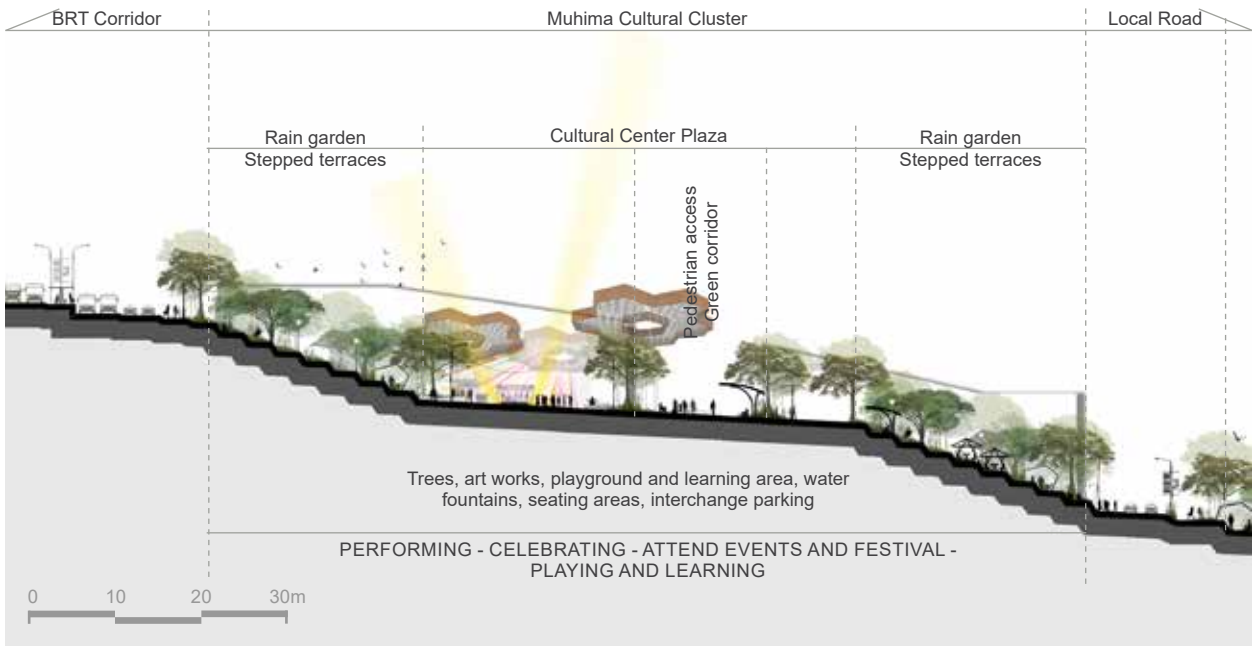 BRT Corridor
Muhima Cultural Cluster
Local Road
Rain garden
Stepped terraces
Cultural Center Plaza
Rain garden
Stepped terraces
Pedestrian access
Green corridor
Trees, art works, playground and learning area, water
fountains, seating areas, interchange parking
PERFORMING - CELEBRATING - ATTEND EVENTS AND FESTIVAL -
PLAYING AND LEARNING
0 10 20 30m